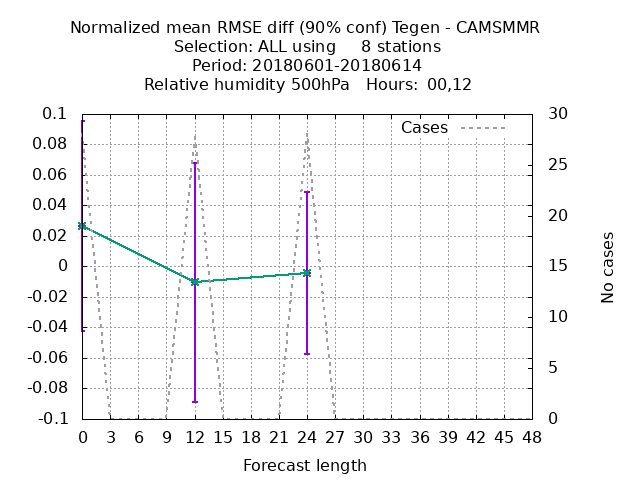 Normalized mean RMSE diff (90% conf) Tegen - CAMSMMR
Selection: ALL using     8 stations
Period: 20180601-20180614
Relative humidity 500hPa   Hours:  00,12
Cases
0.1
0.08
0.06
0.04
0.02
0
-0.02
-0.04
-0.06
-0.08
-0.1
30
25
20
15
10
5
0
No cases
0 3 6 9 12 15 18 21 24 27 30 33 36 39 42 45 48
Forecast length